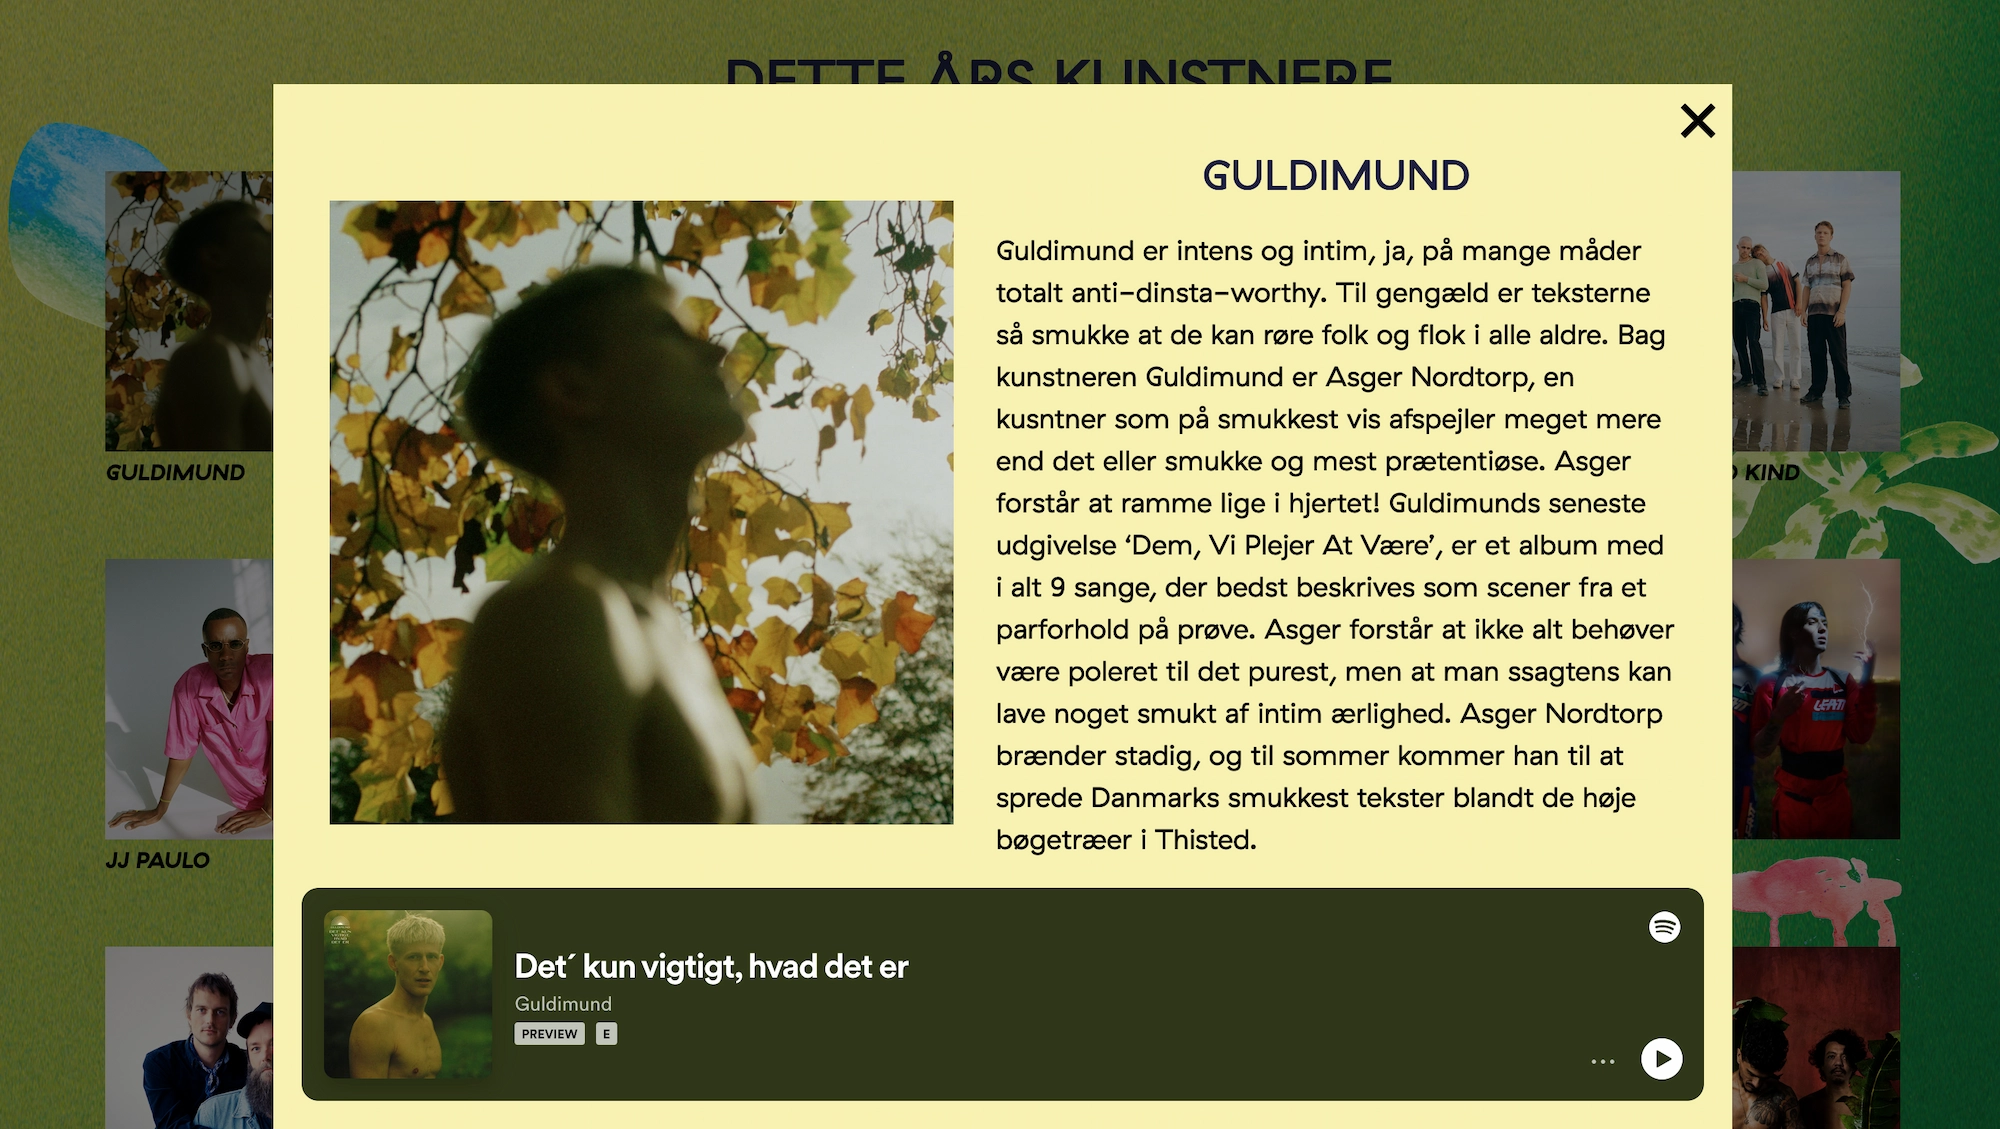 DETTE ÅRS KUNSTNERE
GULDIMUND
Guldimund er intens og intim, ja, på mange måder
totalt anti-dinsta-worthy. Til gengæld er teksterne
så smukke at de kan røre folk og flok i alle aldre. Bag
kunstneren Guldimund er Asger Nordtorp, en
kusntner som på smukkest vis afspejler meget mere
end det eller smukke og mest prætentiøse. Asger
forstår at ramme lige i hjertet! Guldimunds seneste
udgivelse ‘Dem, Vi Plejer At Være’, er et album med
i alt 9 sange, der bedst beskrives som scener fra et
parforhold på prøve. Asger forstår at ikke alt behøver
være poleret til det purest, men at man ssagtens kan
lave noget smukt af intim ærlighed. Asger Nordtorp
brænder stadig, og til sommer kommer han til at
sprede Danmarks smukkest tekster blandt de høje
bøgetræer i Thisted.
GULDIMUND
KIND
JJ PAULO
Det´ kun vigtigt, hvad det er
Guldimund
PREVIEW E